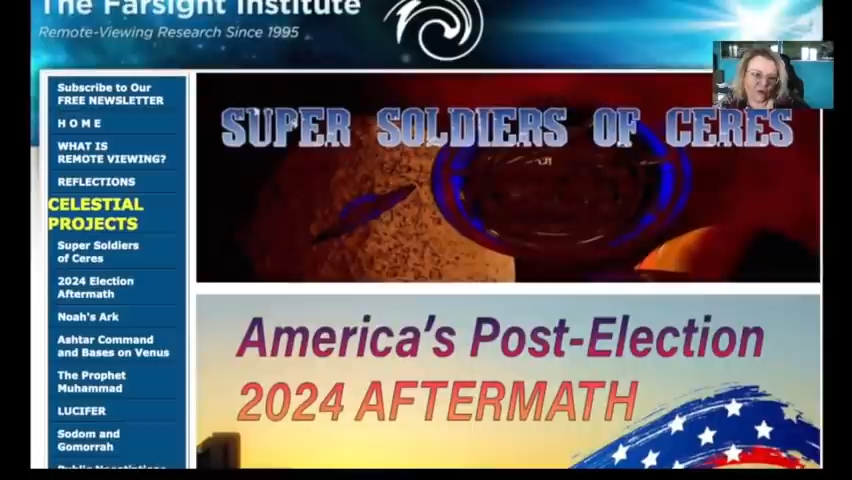 The Farsight Institute
Remote-Viewing Research Since 1995
Subscribe to Our
FREE NEWSLETTER
H O M E
WHAT IS
REMOTE VIEWING?
REFLECTIONS
CELESTIAL
PROJECTS
Super Soldiers
of Ceres
2024 Election
Aftermath
Noah's Ark
Ashtar Command
and Bases on Venus
The Prophet
Muhammad
LUCIFER
Sodom and
Gomorrah
Public Negotiations
SUPER SOLDIERS OF CERES
America's Post-Election
2024 AFTERMATH